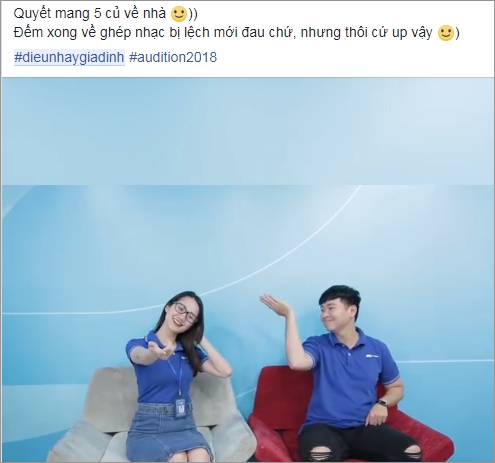 Quyết mang 5 củ về nhà 🙂))
Đếm xong về ghép nhạc bị lệch mới đau chứ, nhưng thôi cứ up vậy 🙂)
#dieunhaygiadinh #audition2018